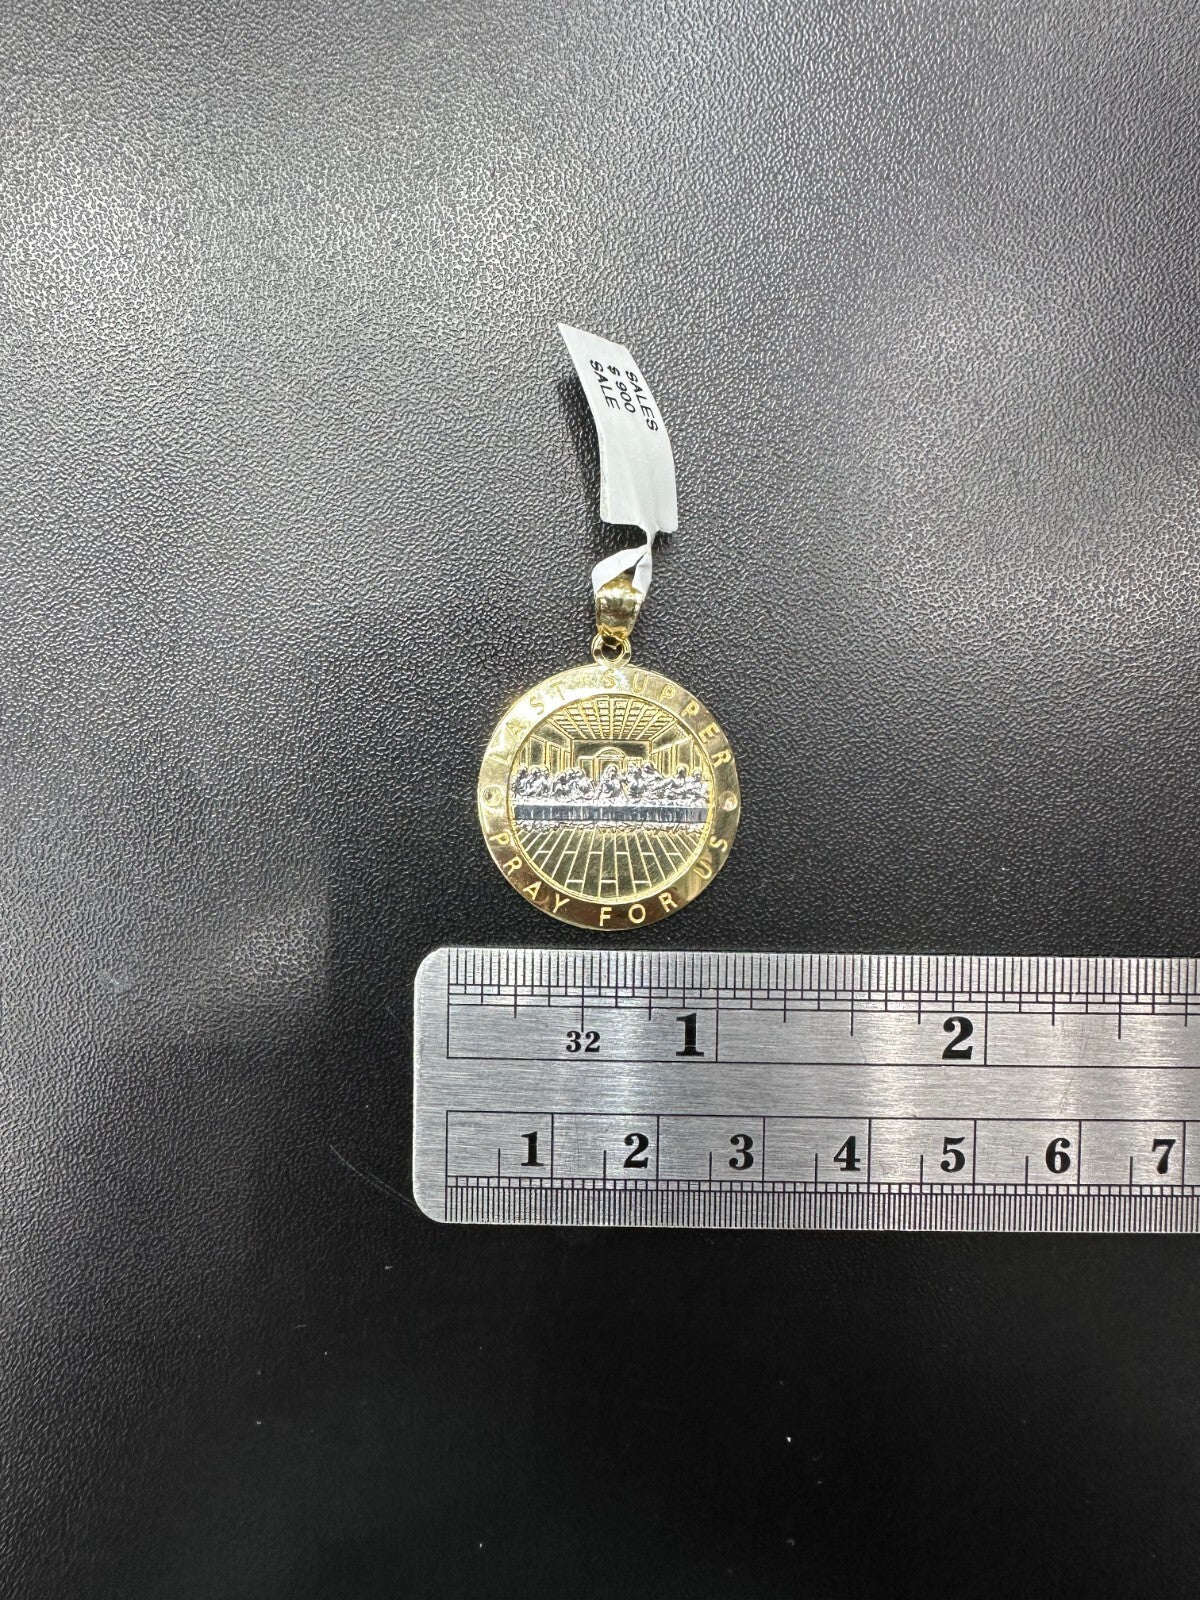 SALES
$ 900
SALE
LAST SUPPER
PRAY FOR US
32 1 2
1 2 3 4 5 6 7